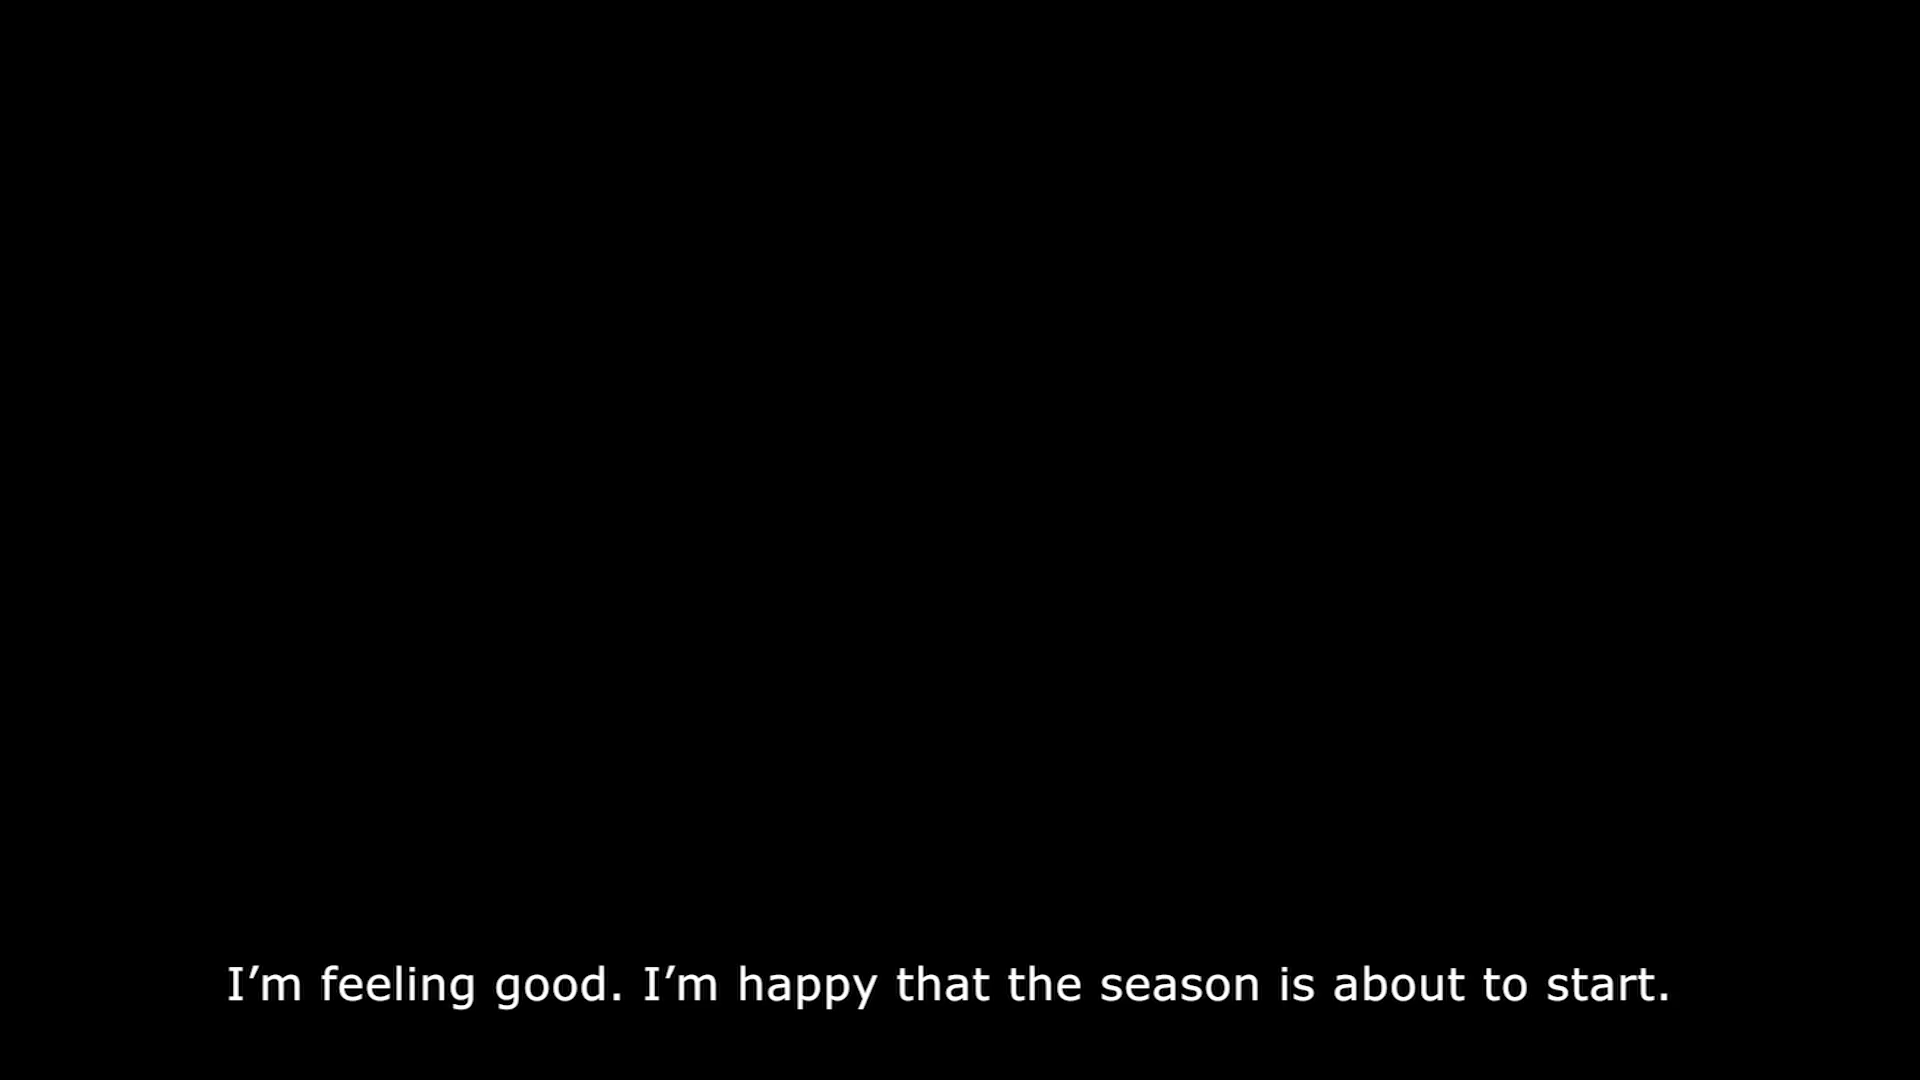 I’m feeling good. I’m happy that the season is about to start.